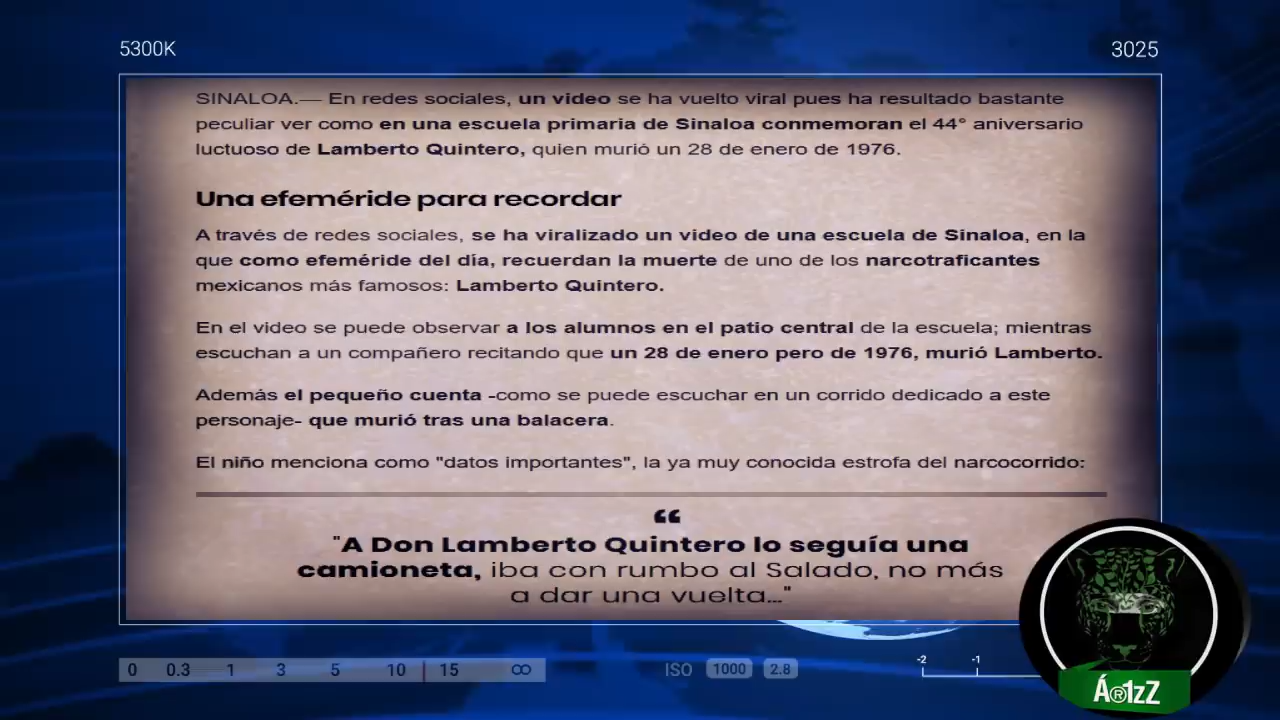 5300K
3025
SINALOA.— En redes sociales, un video se ha vuelto viral pues ha resultado bastante
peculiar ver como en una escuela primaria de Sinaloa conmemoran el 44° aniversario
luctuoso de Lamberto Quintero, quien murió un 28 de enero de 1976.
Una efeméride para recordar
A través de redes sociales, se ha viralizado un video de una escuela de Sinaloa, en la
que como efeméride del día, recuerdan la muerte de uno de los narcotraficantes
mexicanos más famosos: Lamberto Quintero.
En el video se puede observar a los alumnos en el patio central de la escuela; mientras
escuchan a un compañero recitando que un 28 de enero pero de 1976, murió Lamberto.
Además el pequeño cuenta -como se puede escuchar en un corrido dedicado a este
personaje- que murió tras una balacera.
El niño menciona como "datos importantes", la ya muy conocida estrofa del narcocorrido:
“
"A Don Lamberto Quintero lo seguía una
camioneta, iba con rumbo al Salado, no más
a dar una vuelta..."
0 0.3 1 3 5 10 15 ∞
ISO 1000 2.8
-2 -1
Á®1zZ